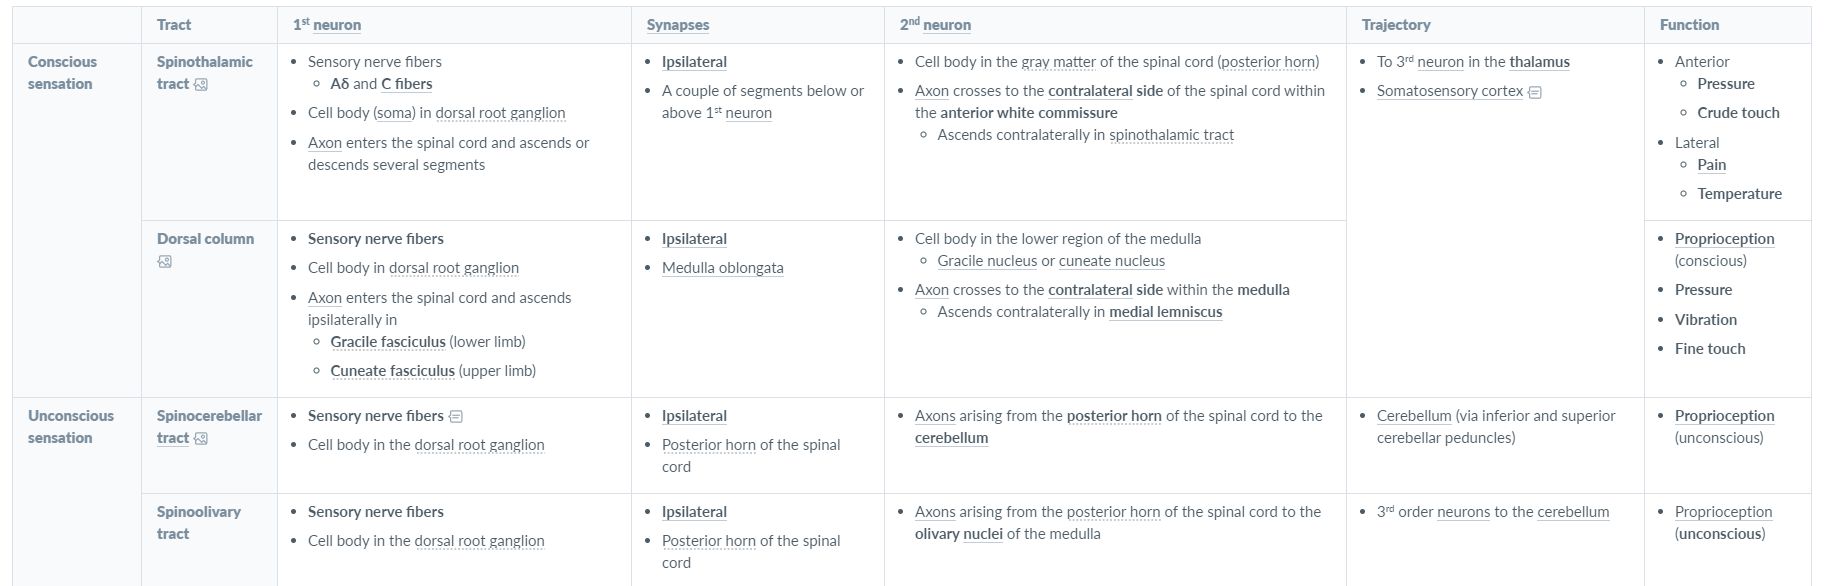 Tract
1st neuron
Synapses
2nd neuron
Trajectory
Function
Conscious
sensation
Spinothalamic
tract
Sensory nerve fibers
Aδ and C fibers
Cell body (soma) in dorsal root ganglion
Axon enters the spinal cord and ascends or
descends several segments
Ipsilateral
A couple of segments below or
above 1st neuron
Cell body in the gray matter of the spinal cord (posterior horn)
Axon crosses to the contralateral side of the spinal cord within
the anterior white commissure
Ascends contralaterally in spinothalamic tract
To 3rd neuron in the thalamus
Somatosensory cortex
Anterior
Pressure
Crude touch
Lateral
Pain
Temperature
Dorsal column
Sensory nerve fibers
Cell body in dorsal root ganglion
Axon enters the spinal cord and ascends
ipsilaterally in
Gracile fasciculus (lower limb)
Cuneate fasciculus (upper limb)
Ipsilateral
Medulla oblongata
Cell body in the lower region of the medulla
Gracile nucleus or cuneate nucleus
Axon crosses to the contralateral side within the medulla
Ascends contralaterally in medial lemniscus
Proprioception
(conscious)
Pressure
Vibration
Fine touch
Unconscious
sensation
Spinocerebellar
tract
Sensory nerve fibers
Cell body in the dorsal root ganglion
Ipsilateral
Posterior horn of the spinal
cord
Axons arising from the posterior horn of the spinal cord to the
cerebellum
Cerebellum (via inferior and superior
cerebellar peduncles)
Proprioception
(unconscious)
Spinoolivary
tract
Sensory nerve fibers
Cell body in the dorsal root ganglion
Ipsilateral
Posterior horn of the spinal
cord
Axons arising from the posterior horn of the spinal cord to the
olivary nuclei of the medulla
3rd order neurons to the cerebellum
Proprioception
(unconscious)